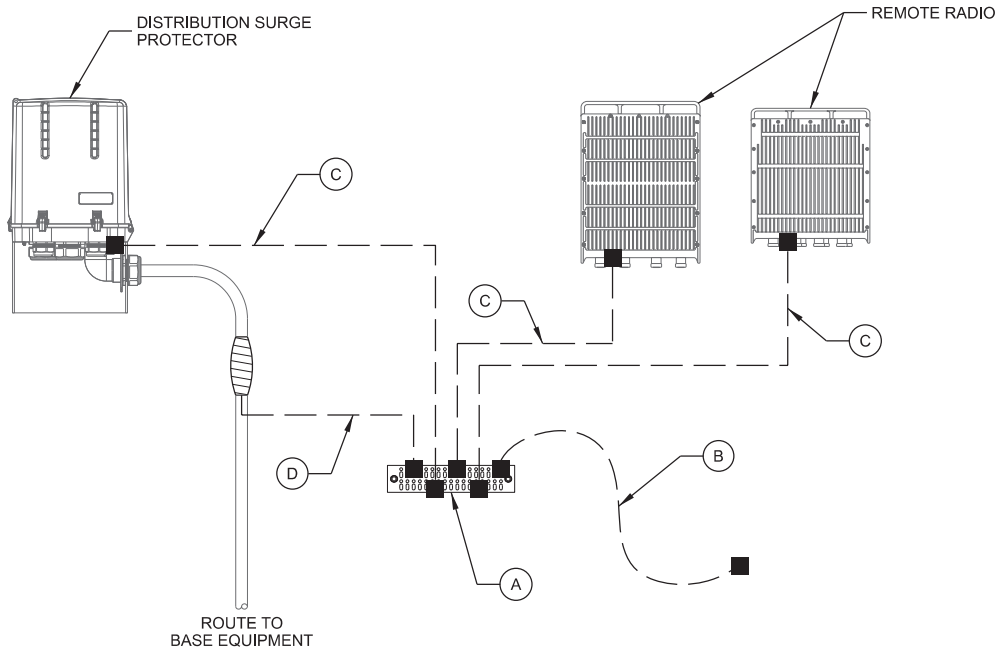 DISTRIBUTION SURGE
PROTECTOR
REMOTE RADIO
C
C
C
D
B
A
ROUTE TO
BASE EQUIPMENT